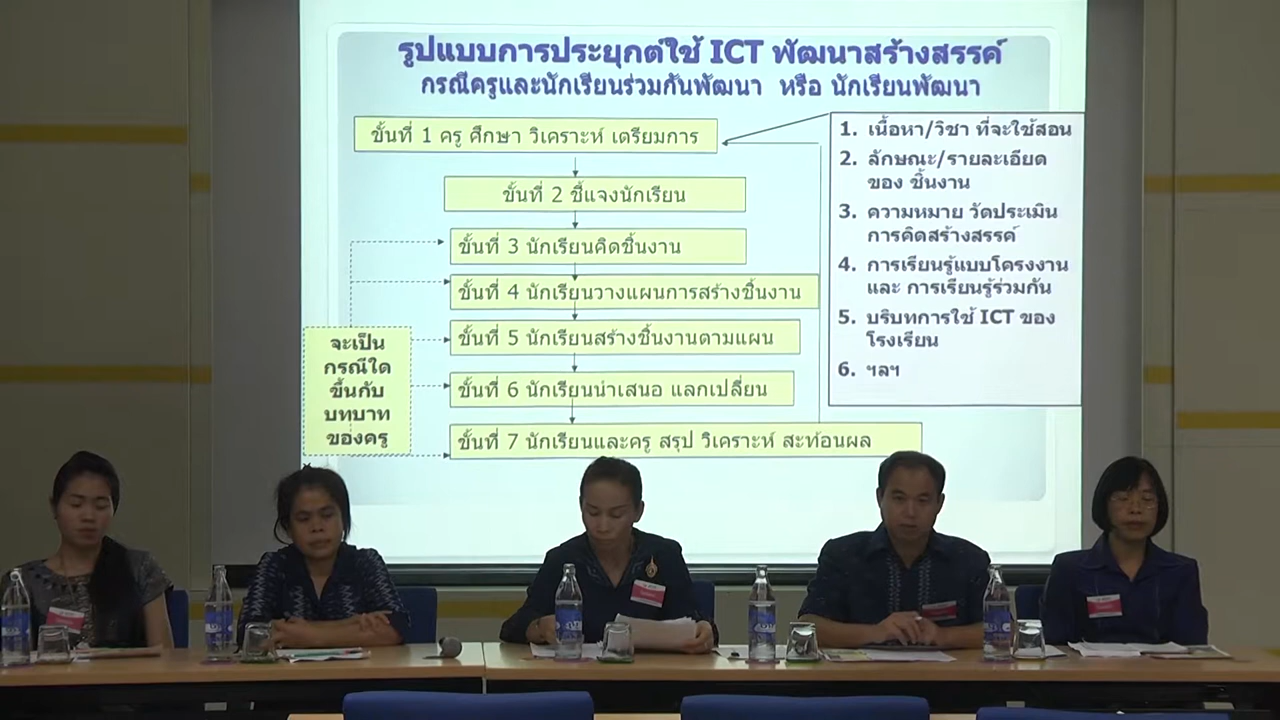 รูปแบบการประยุกต์ใช้ ICT พัฒนาสร้างสรรค์
กรณีครูและนักเรียนร่วมกันพัฒนา หรือ นักเรียนพัฒนา
ขั้นที่ 1 ครู ศึกษา วิเคราะห์ เตรียมการ
ขั้นที่ 2 ชี้แจงนักเรียน
ขั้นที่ 3 นักเรียนคิดชิ้นงาน
ขั้นที่ 4 นักเรียนวางแผนการสร้างชิ้นงาน
ขั้นที่ 5 นักเรียนสร้างชิ้นงานตามแผน
ขั้นที่ 6 นักเรียนนำเสนอ แลกเปลี่ยน
ขั้นที่ 7 นักเรียนและครู สรุป วิเคราะห์ สะท้อนผล
จะเป็น
กรณีใด
ขึ้นกับ
บทบาท
ของครู
1. เนื้อหา/วิชา ที่จะใช้สอน
2. ลักษณะ/รายละเอียด
ของ ชิ้นงาน
3. ความหมาย วัดประเมิน
การคิดสร้างสรรค์
4. การเรียนรู้แบบโครงงาน
และ การเรียนรู้ร่วมกัน
5. บริบทการใช้ ICT ของ
โรงเรียน
6. ฯลฯ